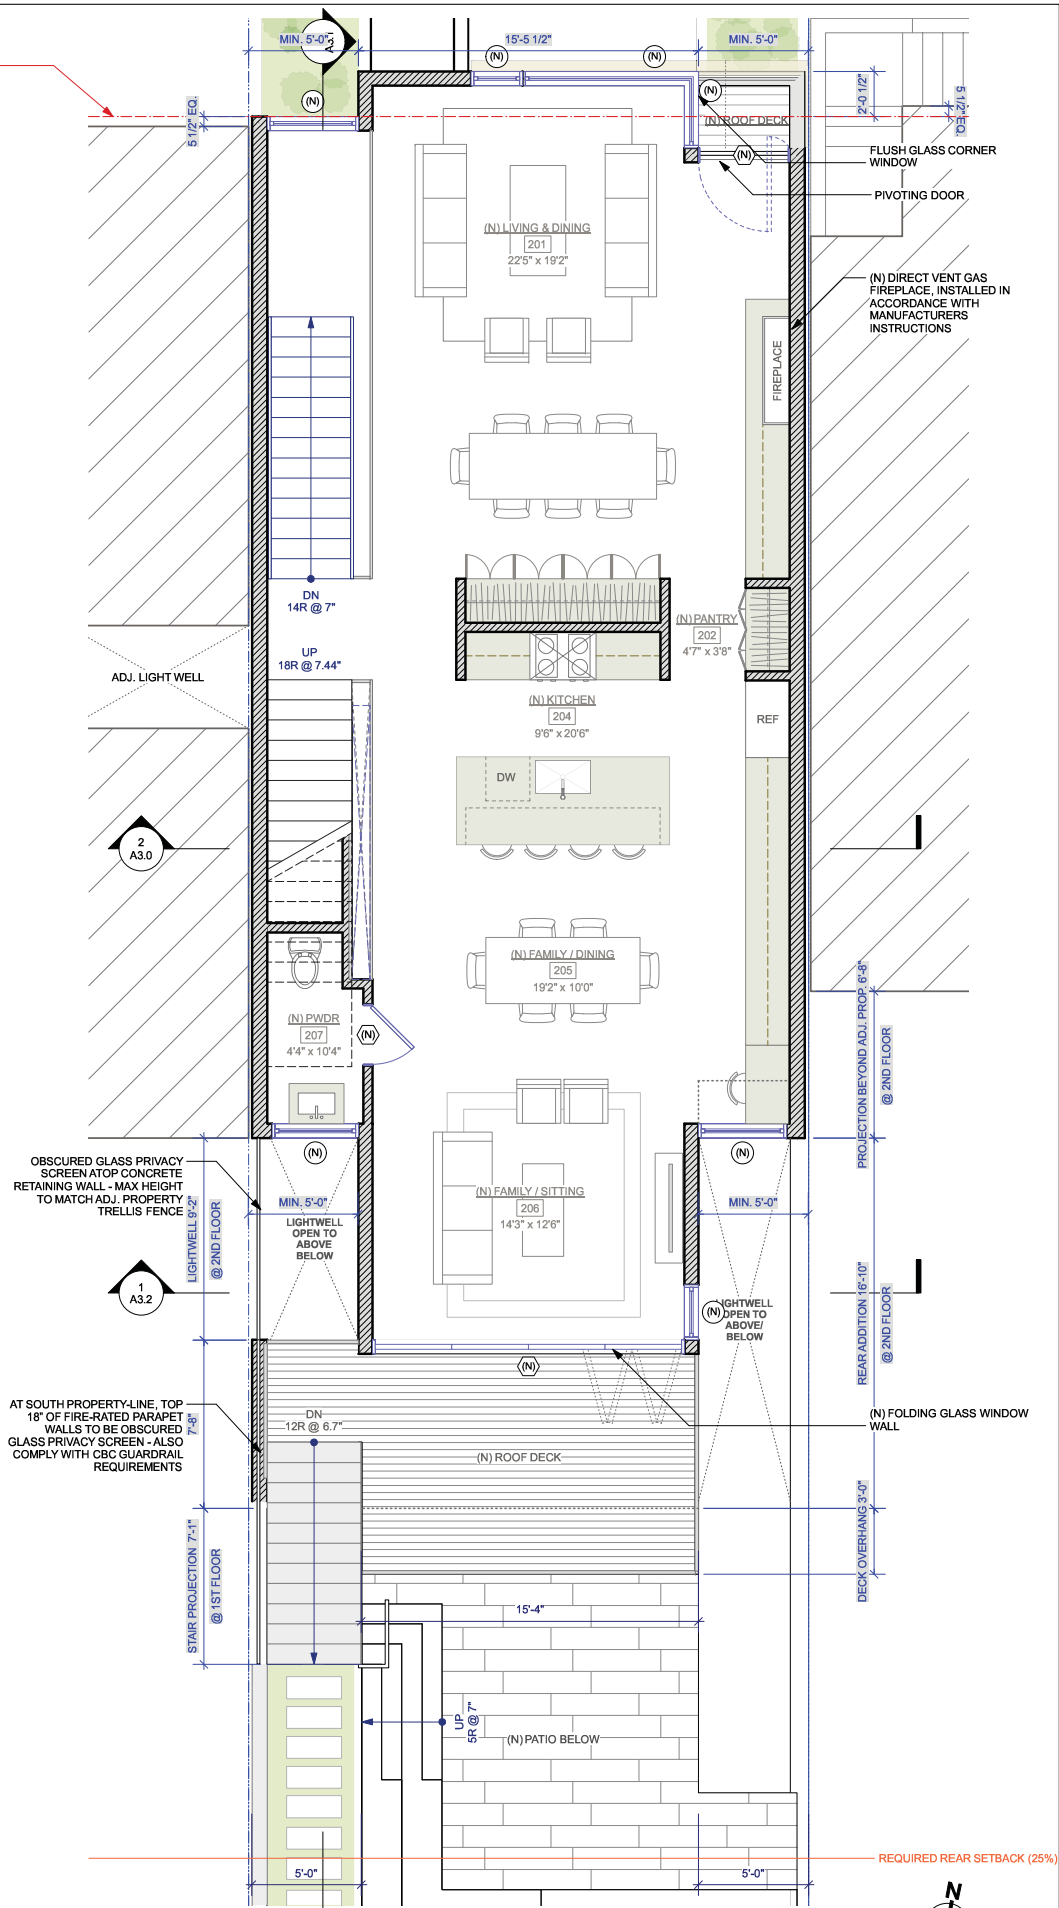 MIN. 5'-0"
A3.1
15'-5 1/2"
MIN. 5'-0"
(N)
(N)
(N)
(N)
5 1/2" EQ.
2'-0 1/2"
5 1/2" EQ.
(N) ROOF DECK
(N)
FLUSH GLASS CORNER
WINDOW
PIVOTING DOOR
(N) LIVING & DINING
201
22'5" x 19'2"
(N) DIRECT VENT GAS
FIREPLACE, INSTALLED IN
ACCORDANCE WITH
MANUFACTURERS
INSTRUCTIONS
FIREPLACE
DN
14R @ 7"
UP
18R @ 7.44"
(N) PANTRY
202
4'7" x 3'8"
ADJ. LIGHT WELL
(N) KITCHEN
204
9'6" x 20'6"
REF
DW
2
A3.0
(N) FAMILY / DINING
205
19'2" x 10'0"
(N) PWDR
207
4'4" x 10'4"
(N)
PROJECTION BEYOND ADJ. PROP. 6'-8"
@ 2ND FLOOR
(N)
(N)
OBSCURED GLASS PRIVACY
SCREEN ATOP CONCRETE
RETAINING WALL - MAX HEIGHT
TO MATCH ADJ. PROPERTY
TRELLIS FENCE
LIGHTWELL 9'-2"
@ 2ND FLOOR
MIN. 5'-0"
LIGHTWELL
OPEN TO
ABOVE
BELOW
(N) FAMILY / SITTING
206
14'3" x 12'6"
MIN. 5'-0"
1
A3.2
(N)
LIGHTWELL
OPEN TO
ABOVE/
BELOW
REAR ADDITION 16'-10"
@ 2ND FLOOR
(N)
AT SOUTH PROPERTY-LINE, TOP
18" OF FIRE-RATED PARAPET
WALLS TO BE OBSCURED
GLASS PRIVACY SCREEN - ALSO
COMPLY WITH CBC GUARDRAIL
REQUIREMENTS
7'-8"
DN
12R @ 6.7"
(N) ROOF DECK
(N) FOLDING GLASS WINDOW
WALL
STAIR PROJECTION 7'-1"
@ 1ST FLOOR
DECK OVERHANG 3'-0"
15'-4"
UP
5R @ 7"
(N) PATIO BELOW
REQUIRED REAR SETBACK (25%)
5'-0"
5'-0"
N